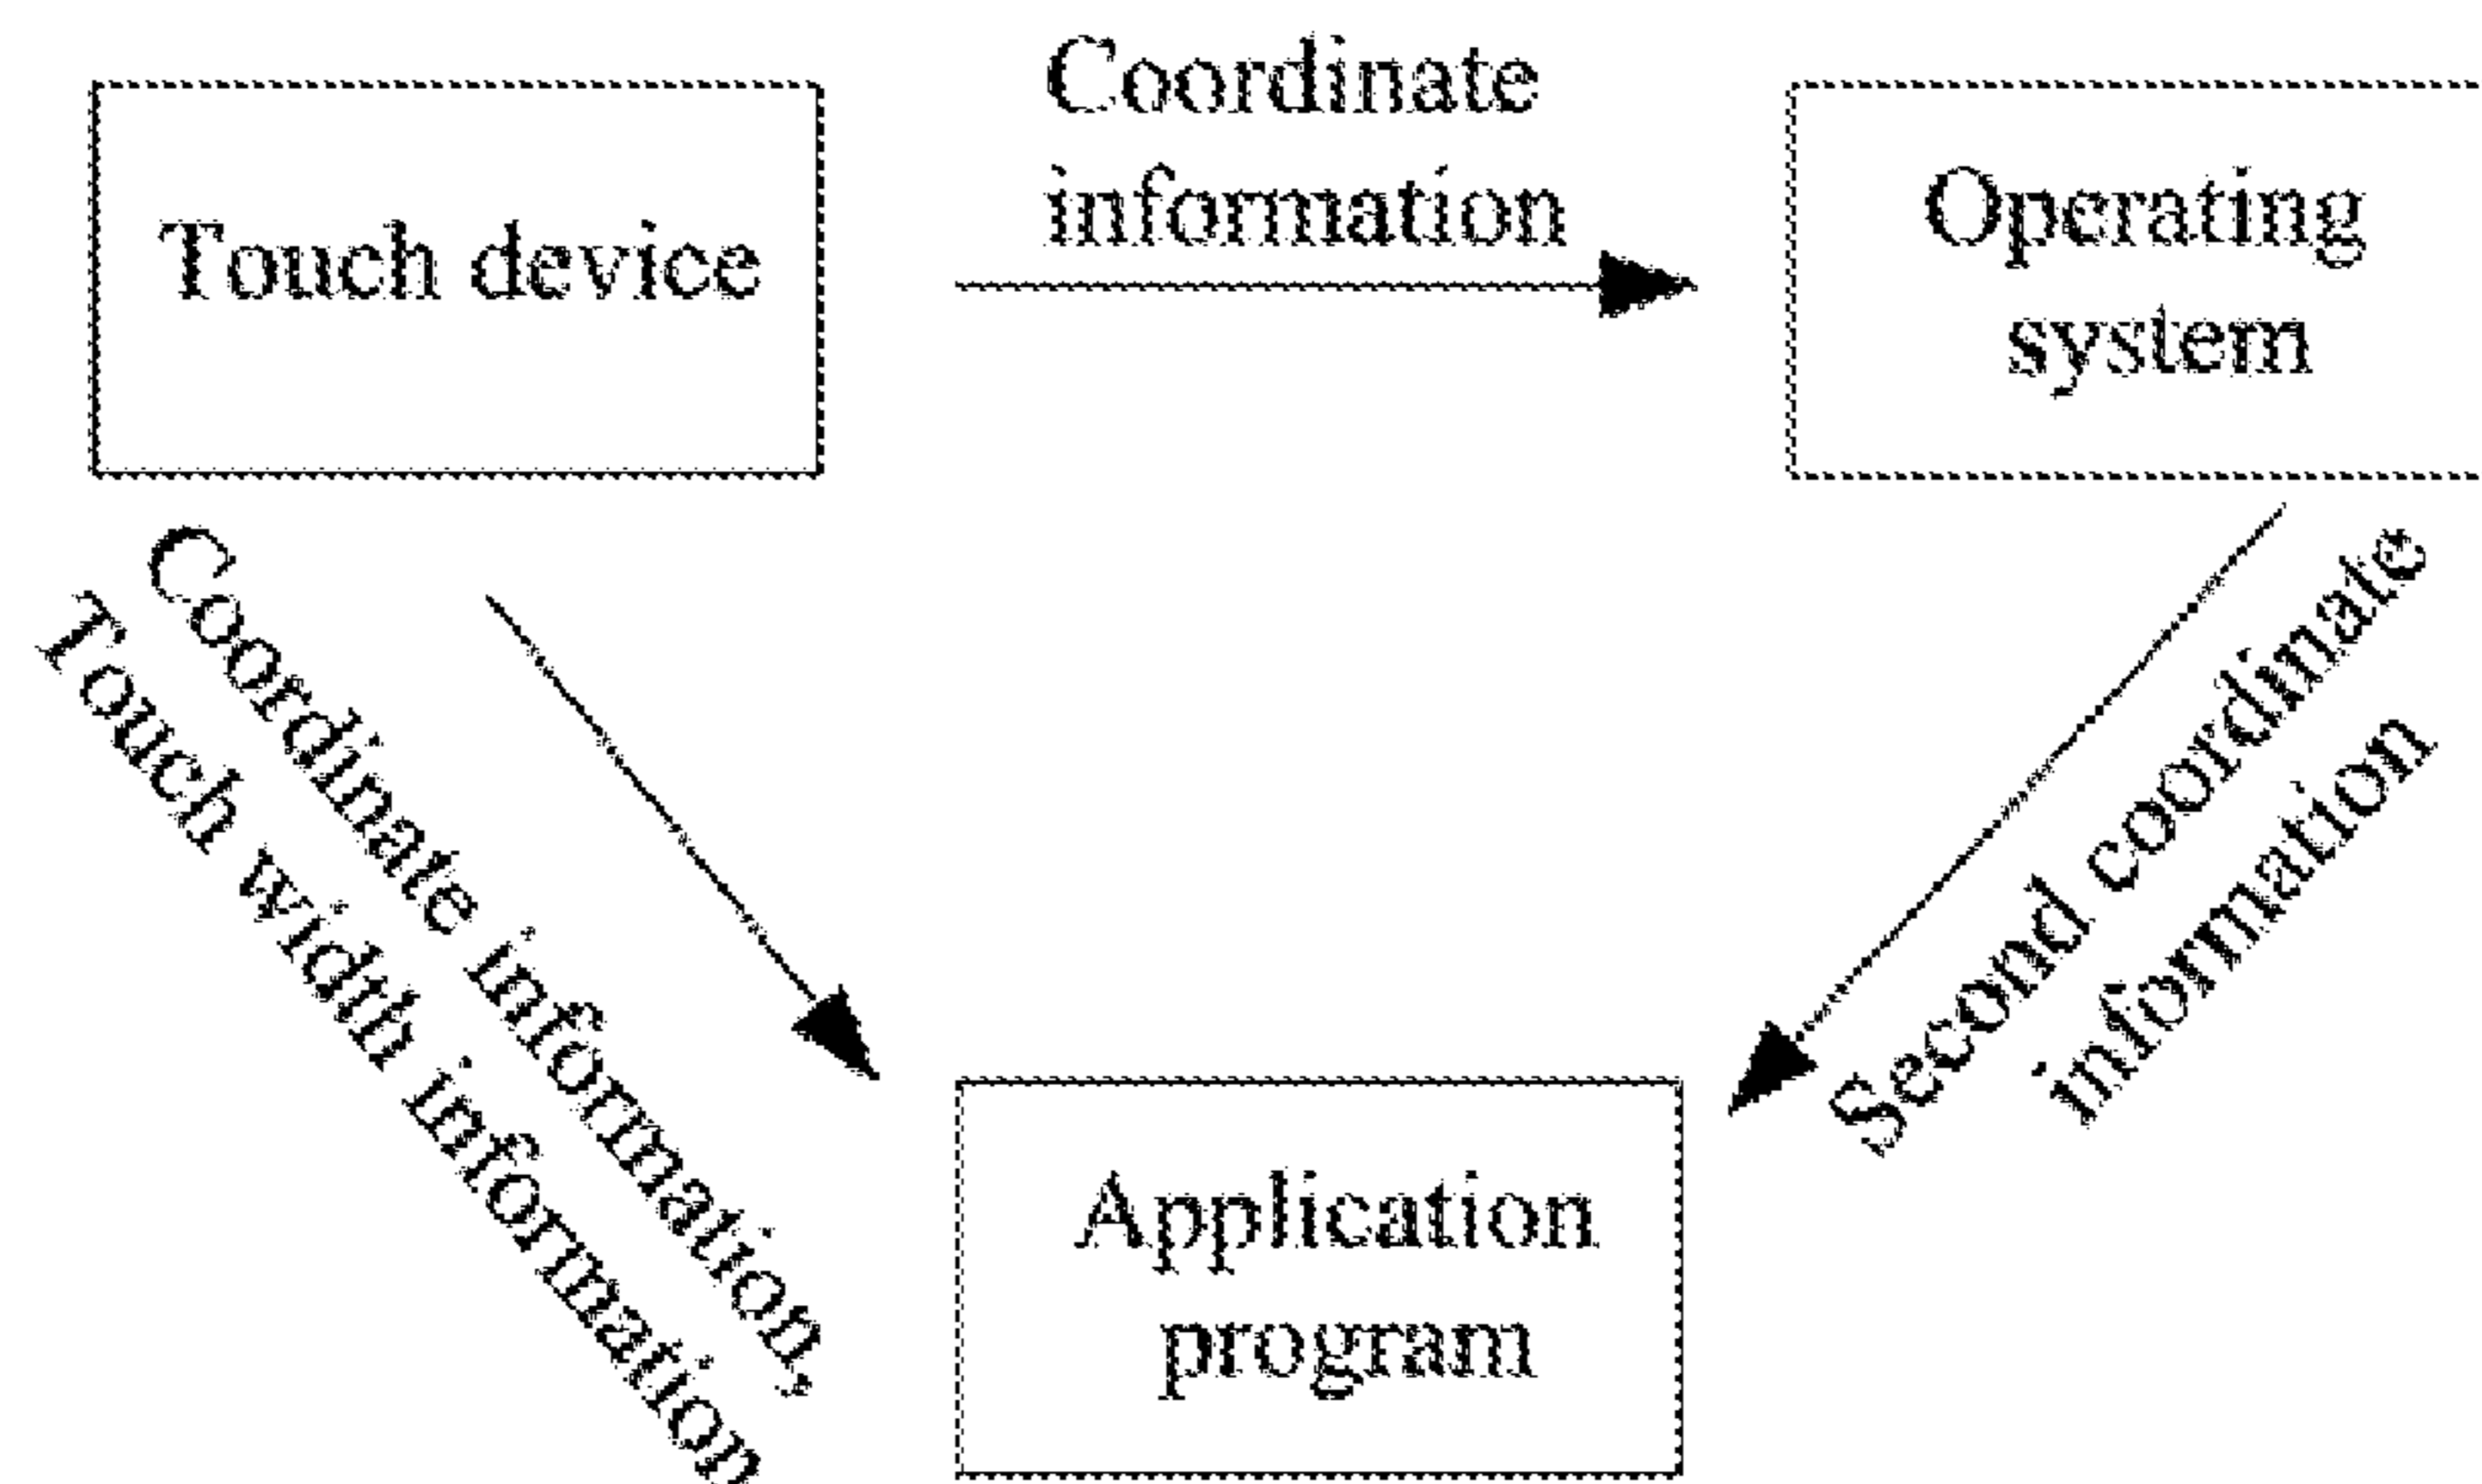 Coordinate
information
Touch device
Operating
system
Coordinate information,
Touch width information
Second coordinate
information
Application
program